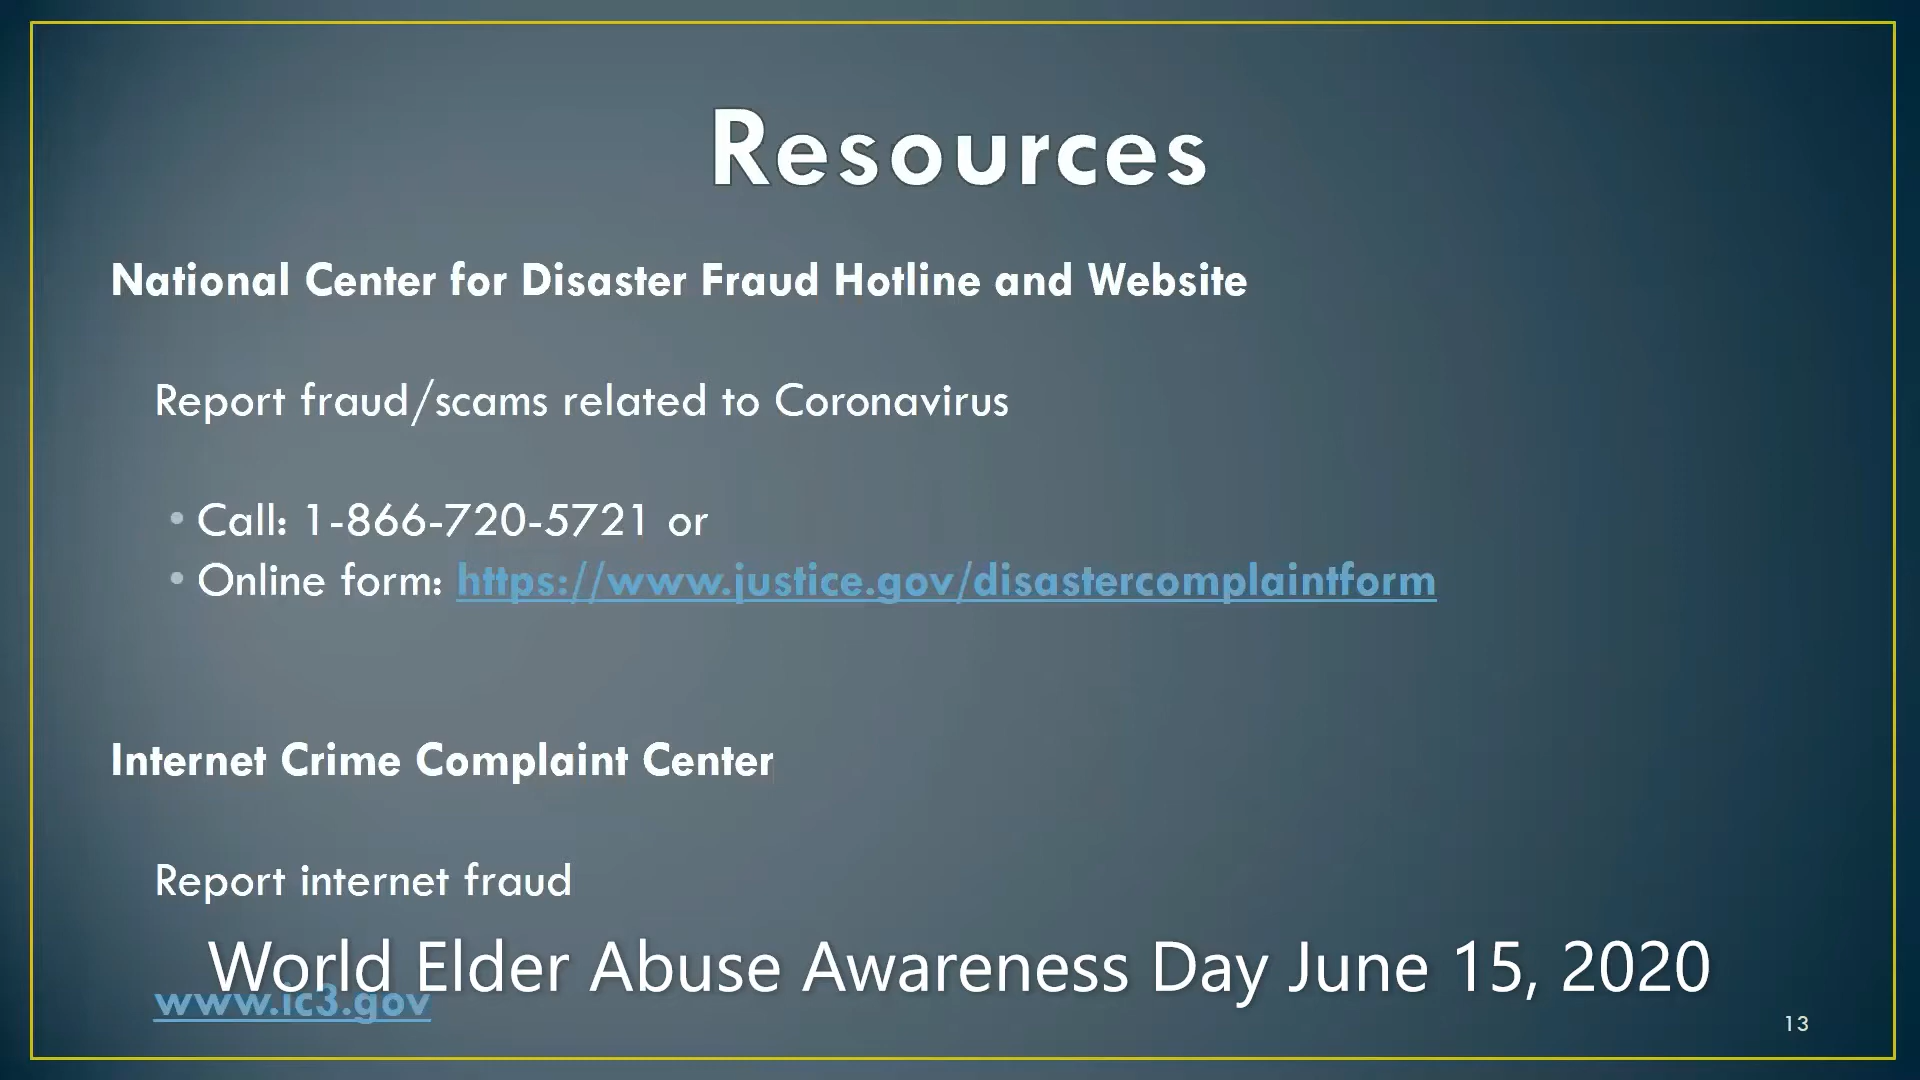 Resources
National Center for Disaster Fraud Hotline and Website
Report fraud/scams related to Coronavirus
• Call: 1-866-720-5721 or
• Online form: https://www.justice.gov/disastercomplaintform
Internet Crime Complaint Center
Report internet fraud
World Elder Abuse Awareness Day June 15, 2020
www.ic3.gov
13